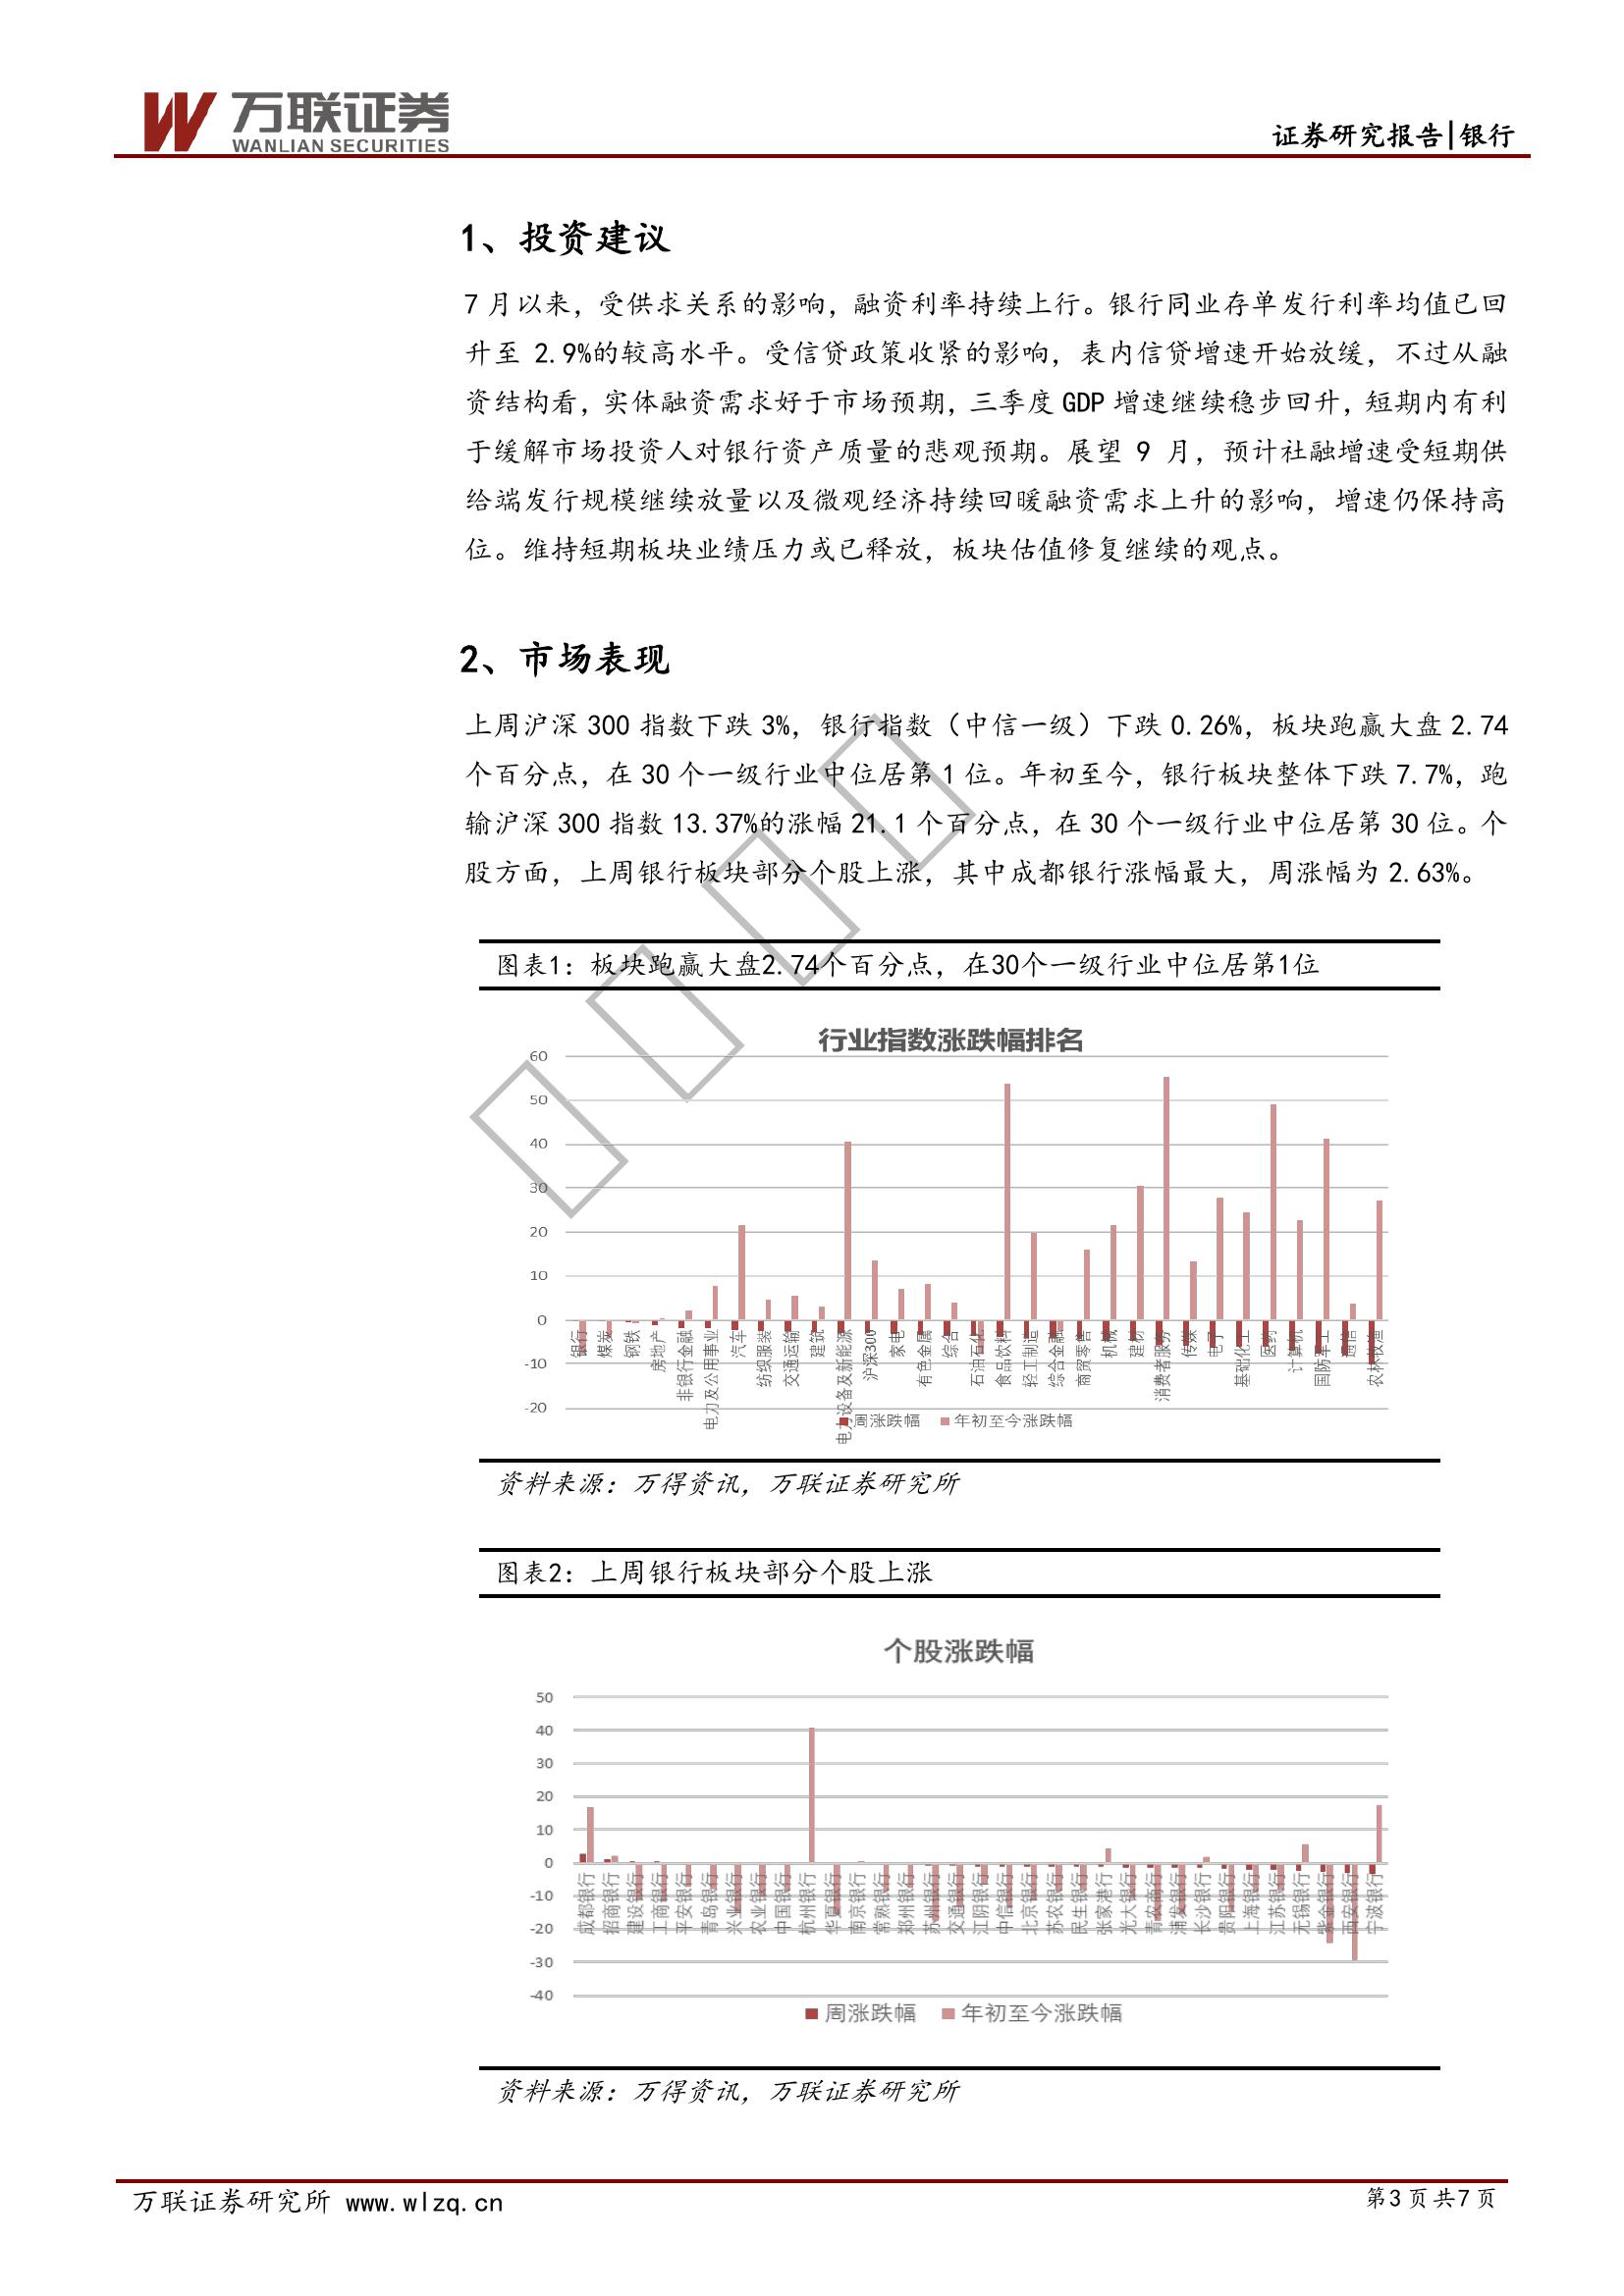 万联证券
WANLIAN SECURITIES
证券研究报告|银行
1、投资建议
7 月以来，受供求关系的影响，融资利率持续上行。银行同业存单发行利率均值已回
升至 2.9%的较高水平。受信贷政策收紧的影响，表内信贷增速开始放缓，不过从融
资结构看，实体融资需求好于市场预期，三季度 GDP 增速继续稳步回升，短期内有利
于缓解市场投资人对银行资产质量的悲观预期。展望 9 月，预计社融增速受短期供
给端发行规模继续放量以及微观经济持续回暖融资需求上升的影响，增速仍保持高
位。维持短期板块业绩压力或已释放，板块估值修复继续的观点。
2、市场表现
上周沪深 300 指数下跌 3%，银行指数（中信一级）下跌 0.26%，板块跑赢大盘 2.74
个百分点，在 30 个一级行业中位居第 1 位。年初至今，银行板块整体下跌 7.7%，跑
输沪深 300 指数 13.37%的涨幅 21.1 个百分点，在 30 个一级行业中位居第 30 位。个
股方面，上周银行板块部分个股上涨，其中成都银行涨幅最大，周涨幅为 2.63%。
图表1：板块跑赢大盘2.74个百分点，在30个一级行业中位居第1位
行业指数涨跌幅排名
60
50
40
30
20
10
0
-10
-20
银行
煤炭
钢铁
房地产
非银行金融
电力及公用事业
汽车
纺织服装
交通运输
建筑
电力设备及新能源
沪深300
家电
有色金属
综合
石油石化
食品饮料
轻工制造
综合金融
商贸零售
机械
建材
消费者服务
传媒
电子
基础化工
医药
计算机
国防军工
通信
农林牧渔
周涨跌幅 年初至今涨跌幅
资料来源：万得资讯，万联证券研究所
图表2：上周银行板块部分个股上涨
个股涨跌幅
50
40
30
20
10
0
-10
-20
-30
-40
成都银行
招商银行
建设银行
工商银行
平安银行
青岛银行
兴业银行
农业银行
中国银行
杭州银行
华夏银行
南京银行
常熟银行
郑州银行
苏州银行
交通银行
江阴银行
中信银行
北京银行
苏农银行
民生银行
张家港行
光大银行
青农商行
浦发银行
长沙银行
贵阳银行
上海银行
江苏银行
无锡银行
紫金银行
西安银行
宁波银行
周涨跌幅 年初至今涨跌幅
资料来源：万得资讯，万联证券研究所
万联证券研究所 www.wlzq.cn
第3页共7页